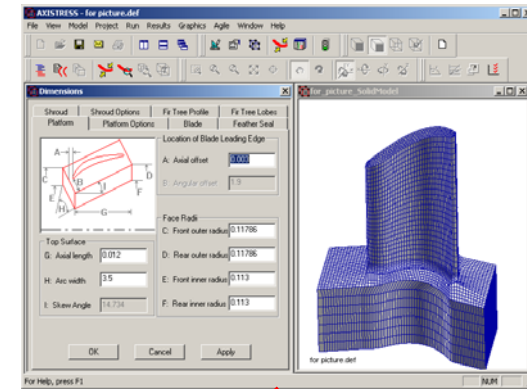 AXISTRESS - for picture.def
File View Model Project Run Results Graphics Agile Window Help
Dimensions
for_picture_SolidModel
Shroud Shroud Options Fir Tree Profile Fir Tree Lobes
Platform Platform Options Blade Feather Seal
Location of Blade Leading Edge
A: Axial offset 0.003
B: Angular offset 1.9
A
B
C
D
E
F
G
H
I
Face Radii
C: Front outer radius 0.11786
D: Rear outer radius 0.11786
E: Front inner radius 0.113
F: Rear inner radius 0.113
Top Surface
G: Axial length 0.012
H: Arc width 3.5
I: Skew Angle 14.734
OK Cancel Apply
for picture.def
For Help, press F1
NUM